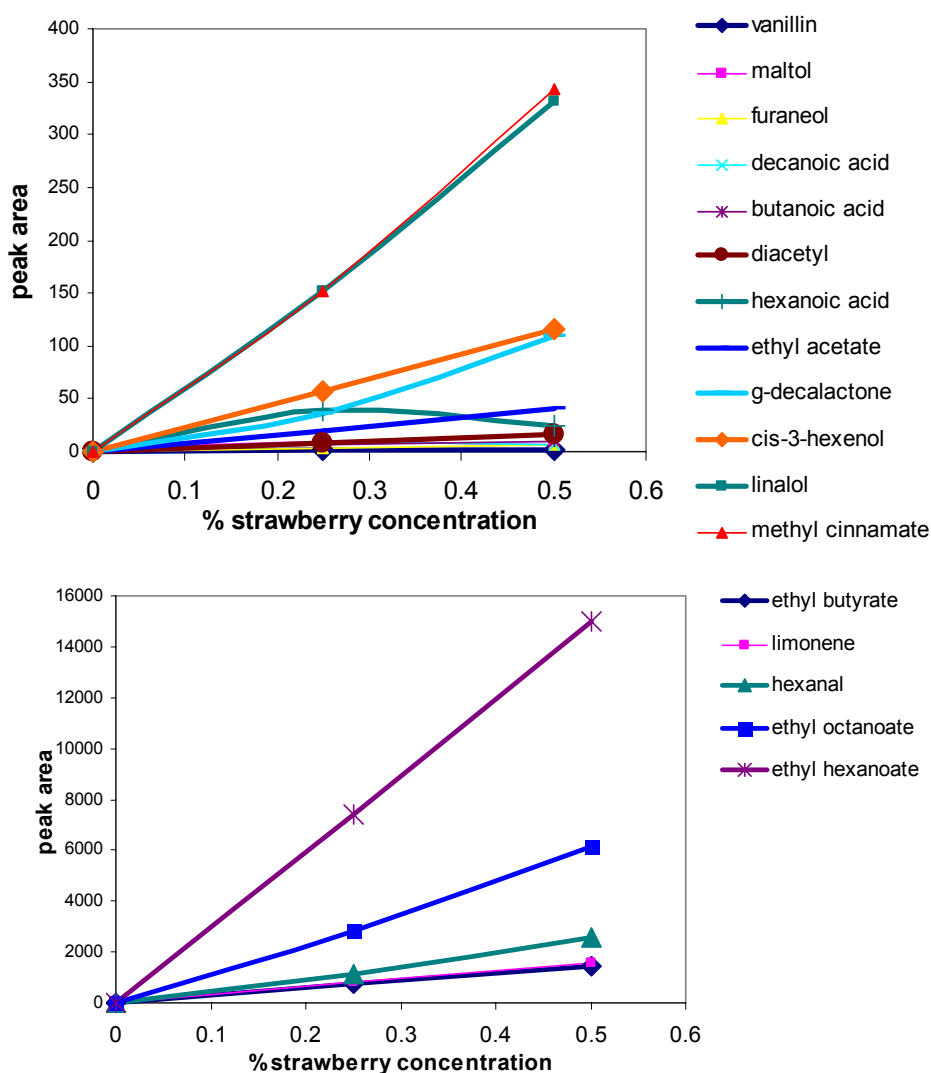 400
350
300
250
200
150
100
50
0
peak area
0 0.1 0.2 0.3 0.4 0.5 0.6
% strawberry concentration
vanillin
maltol
furaneol
decanoic acid
butanoic acid
diacetyl
hexanoic acid
ethyl acetate
g-decalactone
cis-3-hexenol
linalol
methyl cinnamate
16000
14000
12000
10000
8000
6000
4000
2000
0
peak area
0 0.1 0.2 0.3 0.4 0.5 0.6
%strawberry concentration
ethyl butyrate
limonene
hexanal
ethyl octanoate
ethyl hexanoate